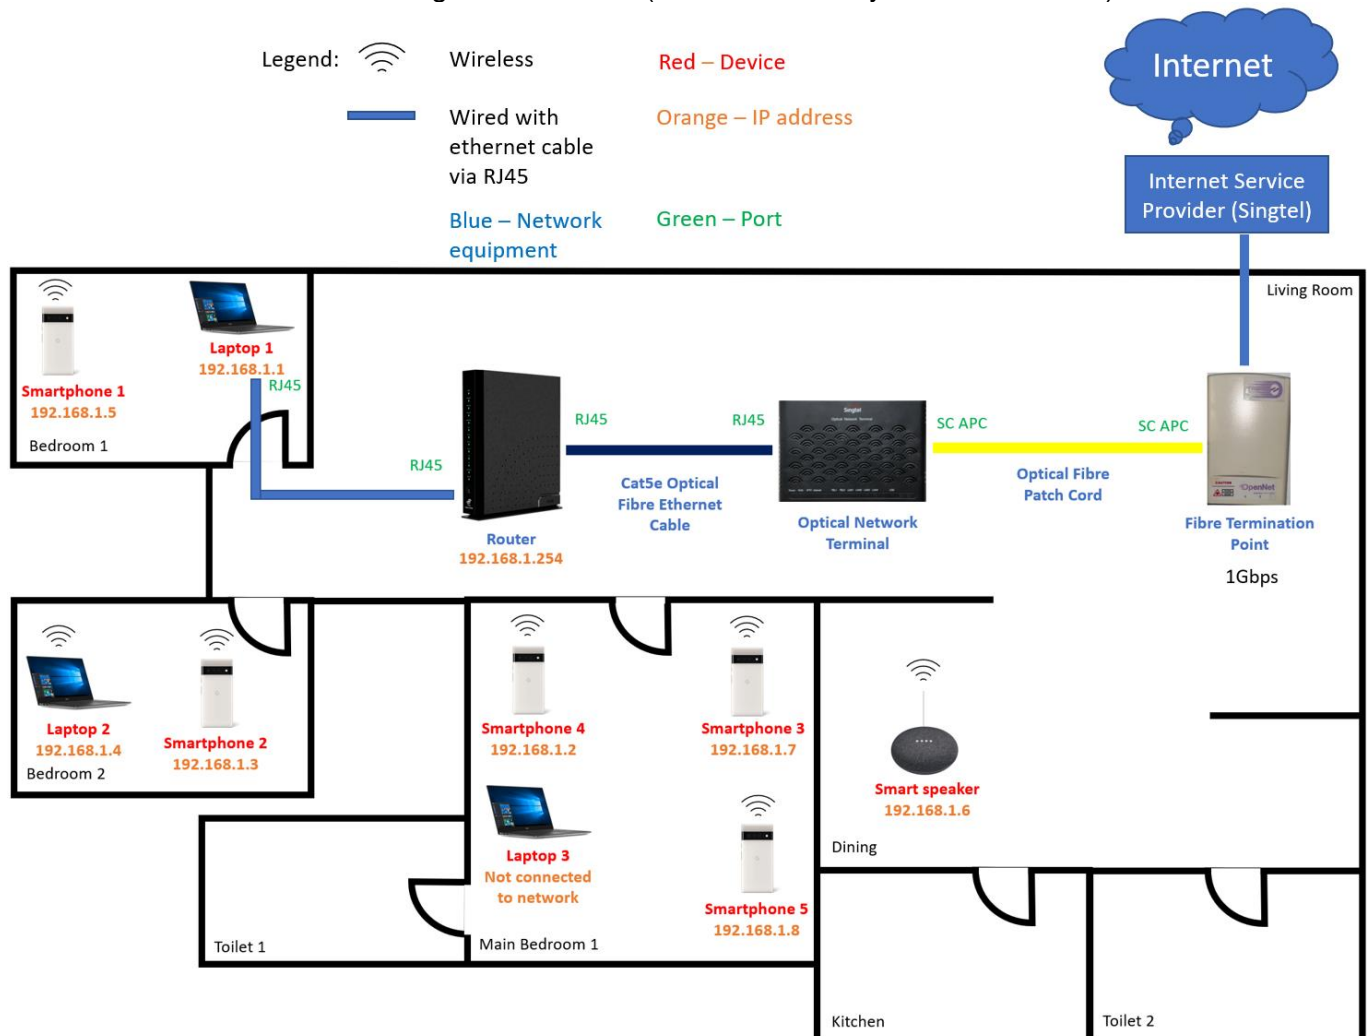 Legend:
Wireless
Red – Device
Internet
Wired with
ethernet cable
via RJ45
Orange – IP address
Internet Service
Provider (Singtel)
Blue – Network
equipment
Green – Port
Living Room
Laptop 1
192.168.1.1
RJ45
Smartphone 1
192.168.1.5
Bedroom 1
RJ45
RJ45
RJ45
Singtel
Optical Network Terminal
SC APC
SC APC
Cat5e Optical
Fibre Ethernet
Cable
Optical Fibre
Patch Cord
OpenNet
Router
192.168.1.254
Optical Network
Terminal
Fibre Termination
Point
1Gbps
Laptop 2
192.168.1.4
Smartphone 2
192.168.1.3
Bedroom 2
Smartphone 4
192.168.1.2
Smartphone 3
192.168.1.7
Smart speaker
192.168.1.6
Laptop 3
Not connected
to network
Smartphone 5
192.168.1.8
Dining
Toilet 1
Main Bedroom 1
Kitchen
Toilet 2